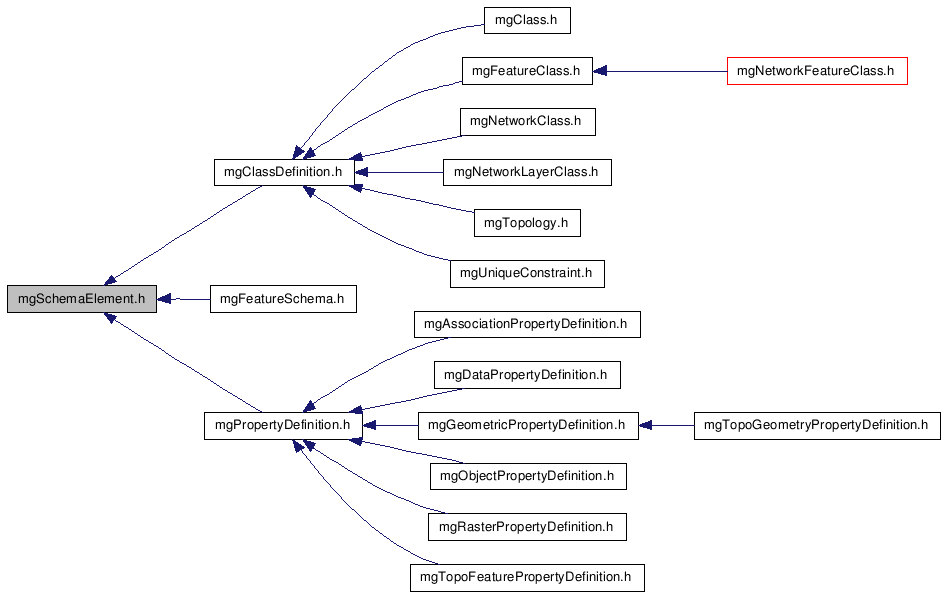 mgClass.h
mgFeatureClass.h
mgNetworkFeatureClass.h
mgNetworkClass.h
mgClassDefinition.h
mgNetworkLayerClass.h
mgTopology.h
mgUniqueConstraint.h
mgSchemaElement.h
mgFeatureSchema.h
mgAssociationPropertyDefinition.h
mgDataPropertyDefinition.h
mgPropertyDefinition.h
mgGeometricPropertyDefinition.h
mgTopoGeometryPropertyDefinition.h
mgObjectPropertyDefinition.h
mgRasterPropertyDefinition.h
mgTopoFeaturePropertyDefinition.h